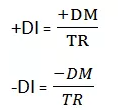 +DI = +DM / TR
-DI = −DM / TR